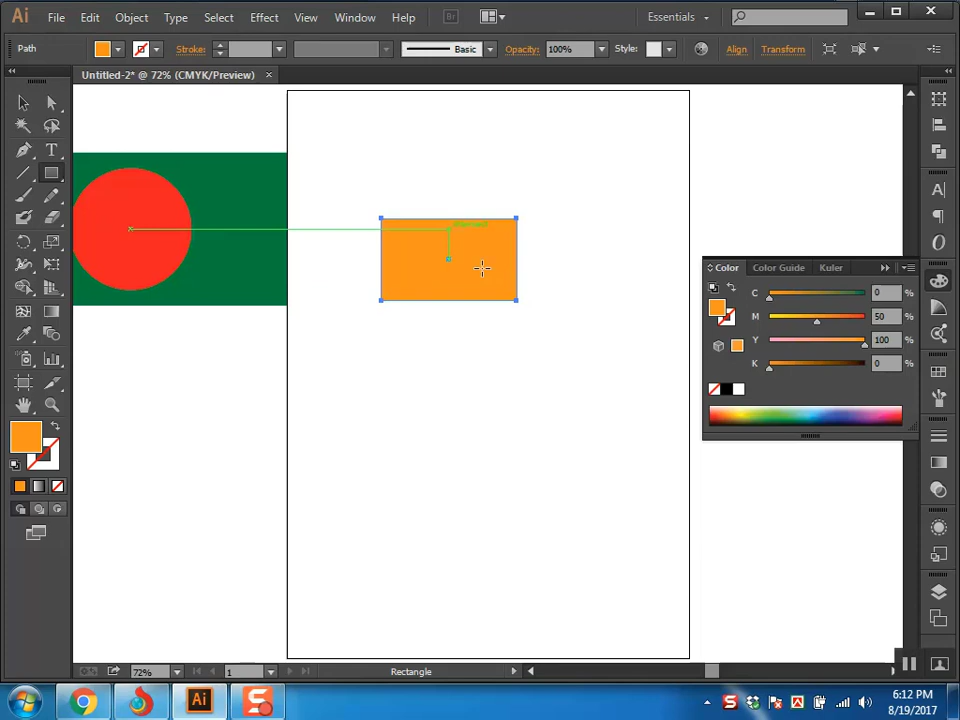 Ai File Edit Object Type Select Effect View Window Help Br Essentials
Path Stroke: Basic Opacity: 100% Style: Align Transform
Untitled-2* @ 72% (CMYK/Preview)
Color Color Guide Kuler
C 0 %
M 50 %
Y 100 %
K 0 %
72% 1 Rectangle
Ai S S A 6:12 PM
8/19/2017